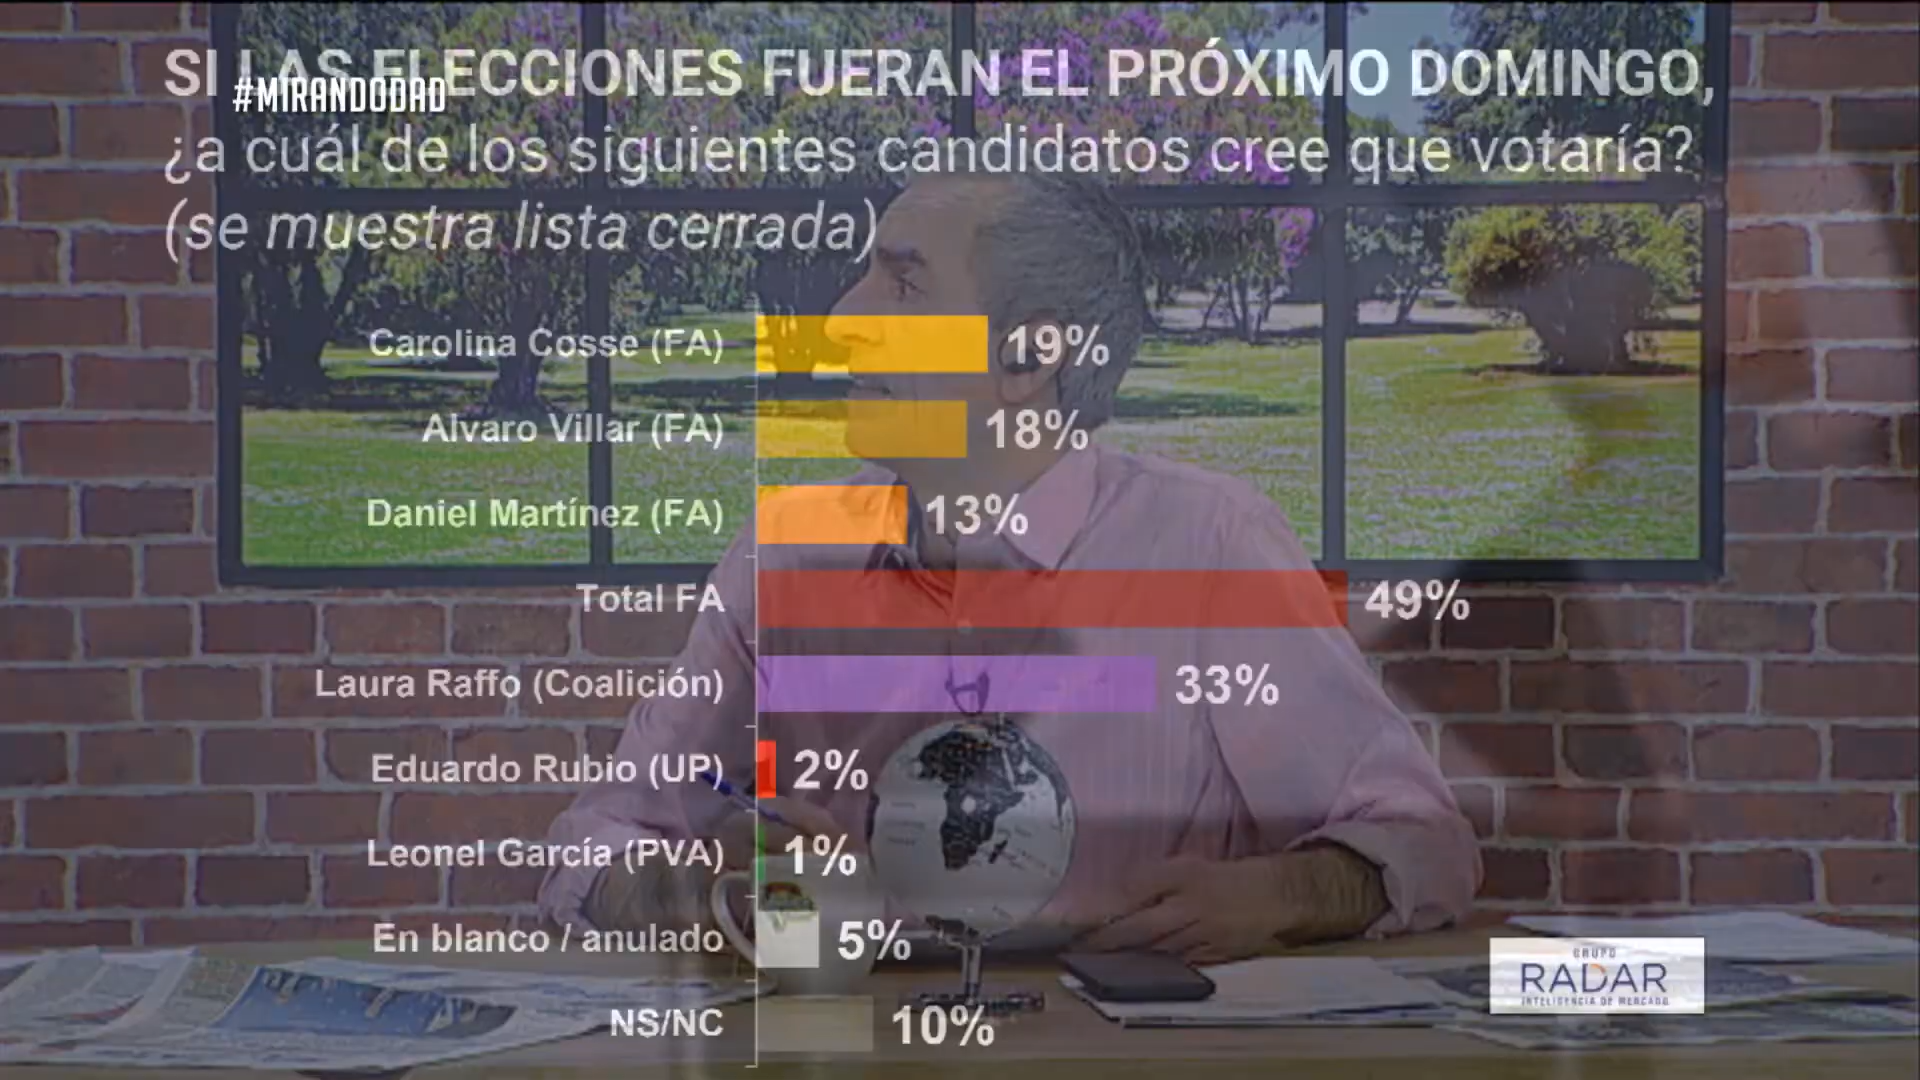 SI LAS ELECCIONES FUERAN EL PRÓXIMO DOMINGO,
#MIRANDODAD
¿a cuál de los siguientes candidatos cree que votaría?
(se muestra lista cerrada)
Carolina Cosse (FA) 19%
Alvaro Villar (FA) 18%
Daniel Martínez (FA) 13%
Total FA 49%
Laura Raffo (Coalición) 33%
Eduardo Rubio (UP) 2%
Leonel García (PVA) 1%
En blanco / anulado 5%
NS/NC 10%
GRUPO
RADAR
INTELIGENCIA DE MERCADO